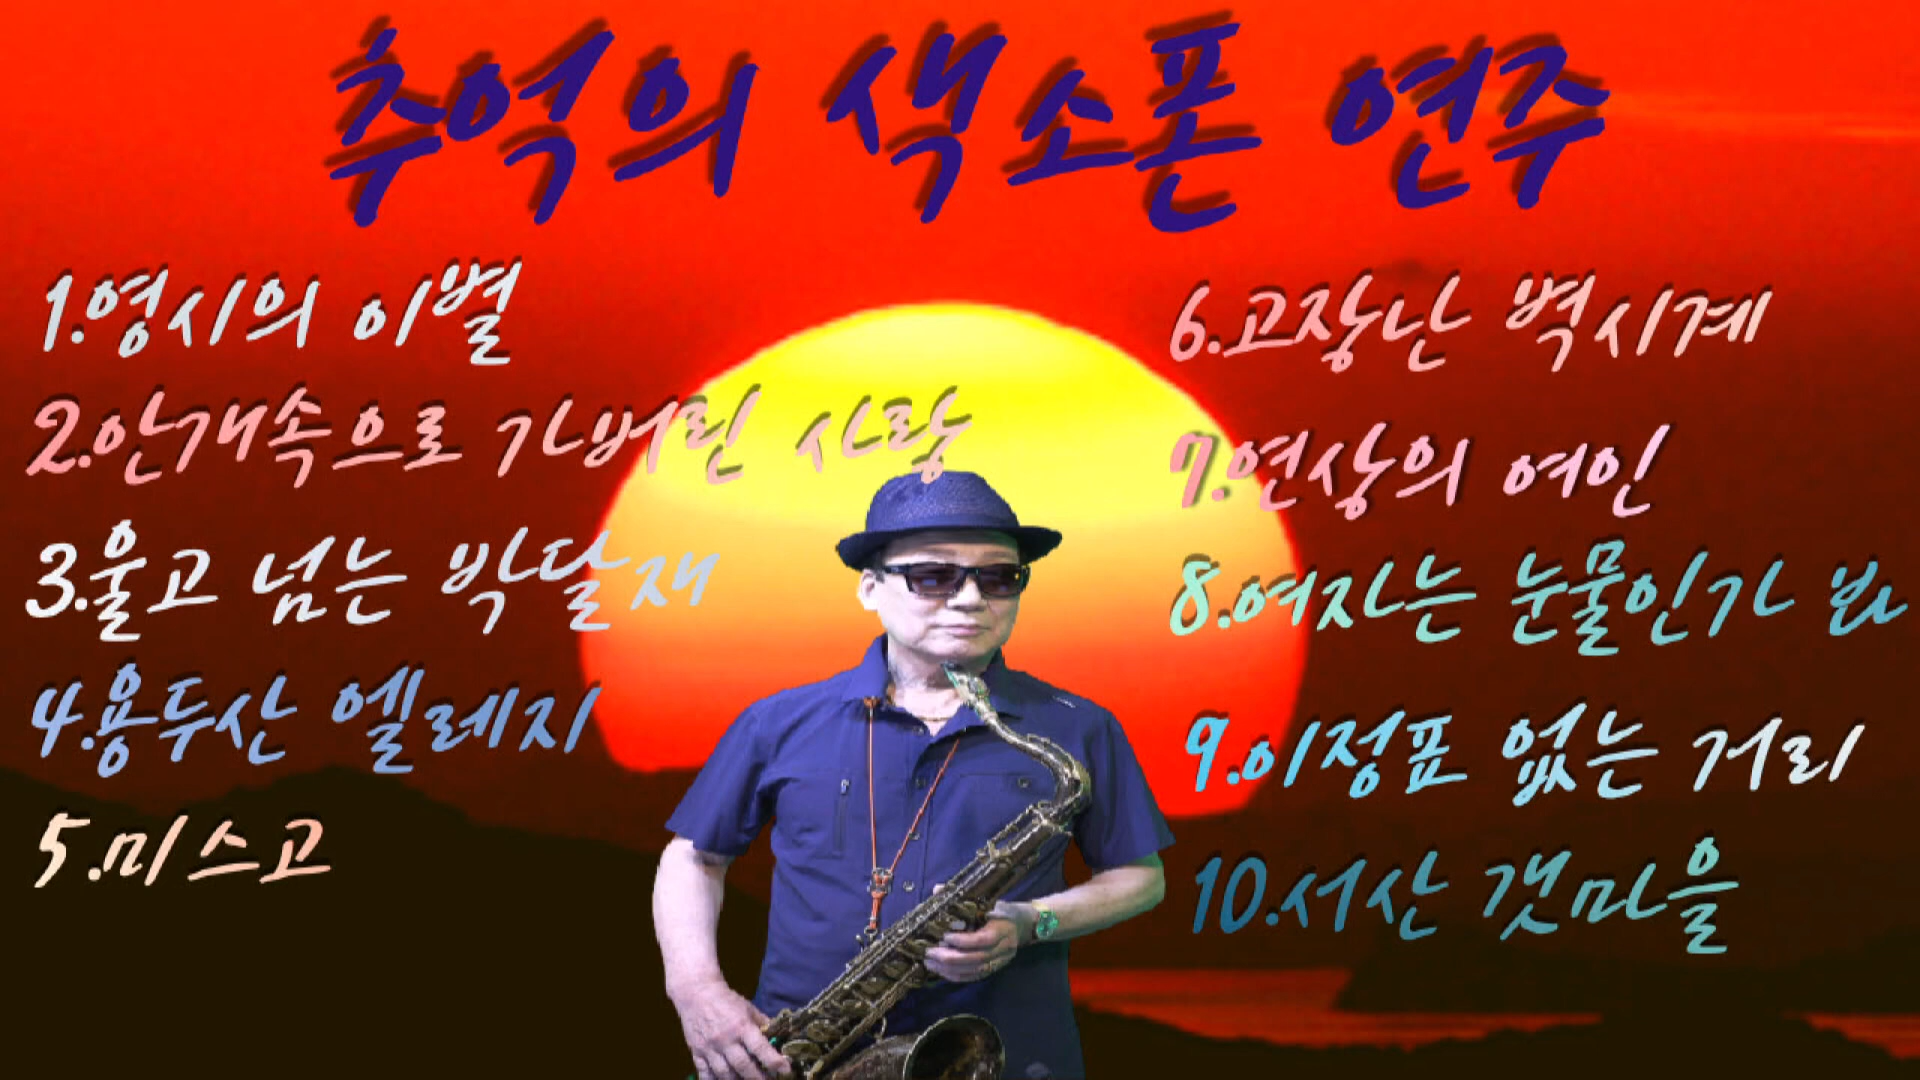 추억의 색소폰 연주
1.영시의 이별
2.안개속으로 가버린 사랑
3.울고 넘는 박달재
4.용두산 엘레지
5.미스고
6.고장난 벽시계
7.연상의 여인
8.여자는 눈물인가 봐
9.이정표 없는 거리
10.서산 갯마을